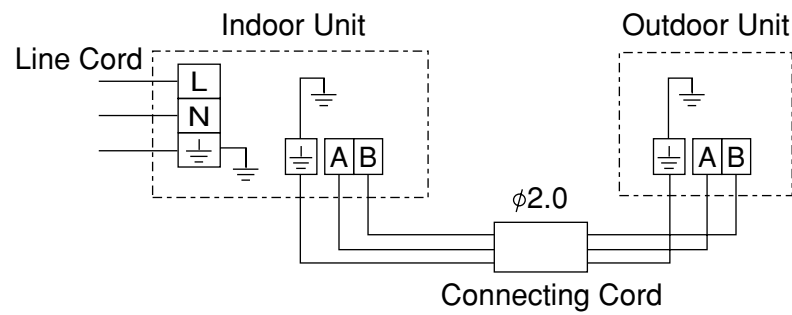 Indoor Unit
Outdoor Unit
Line Cord
L
N
A B
A B
ϕ2.0
Connecting Cord